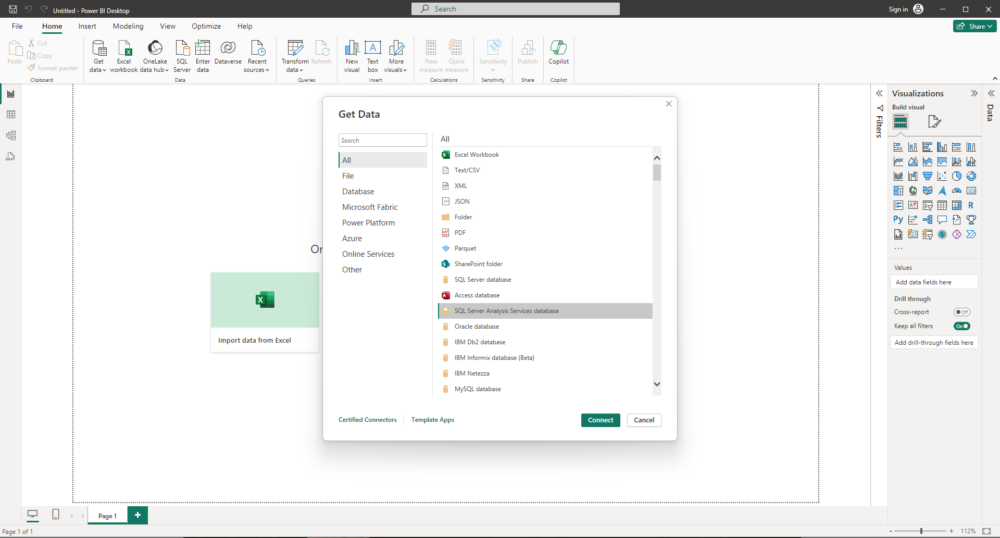 Untitled - Power BI Desktop
Search
Sign in
File
Home
Insert
Modeling
View
Optimize
Help
Share
Paste
Cut
Copy
Format painter
Clipboard
Get data
Excel workbook
OneLake data hub
SQL Server
Enter data
Dataverse
Recent sources
Data
Transform data
Refresh
Queries
New visual
Text box
More visuals
Insert
New measure
Quick measure
Calculations
Sensitivity
Sensitivity
Publish
Share
Copilot
Copilot
DAX
Or
Import data from Excel
Get Data
Search
All
File
Database
Microsoft Fabric
Power Platform
Azure
Online Services
Other
All
Excel Workbook
Text/CSV
XML
JSON
Folder
PDF
Parquet
SharePoint folder
SQL Server database
Access database
SQL Server Analysis Services database
Oracle database
IBM Db2 database
IBM Informix database (Beta)
IBM Netezza
MySQL database
Certified Connectors
Template Apps
Connect
Cancel
Filters
Visualizations
Build visual
123
R
Py
123
...
Values
Add data fields here
Drill through
Cross-report
Off
Keep all filters
On
Add drill-through fields here
Data
Page 1
Page 1 of 1
- + 112%